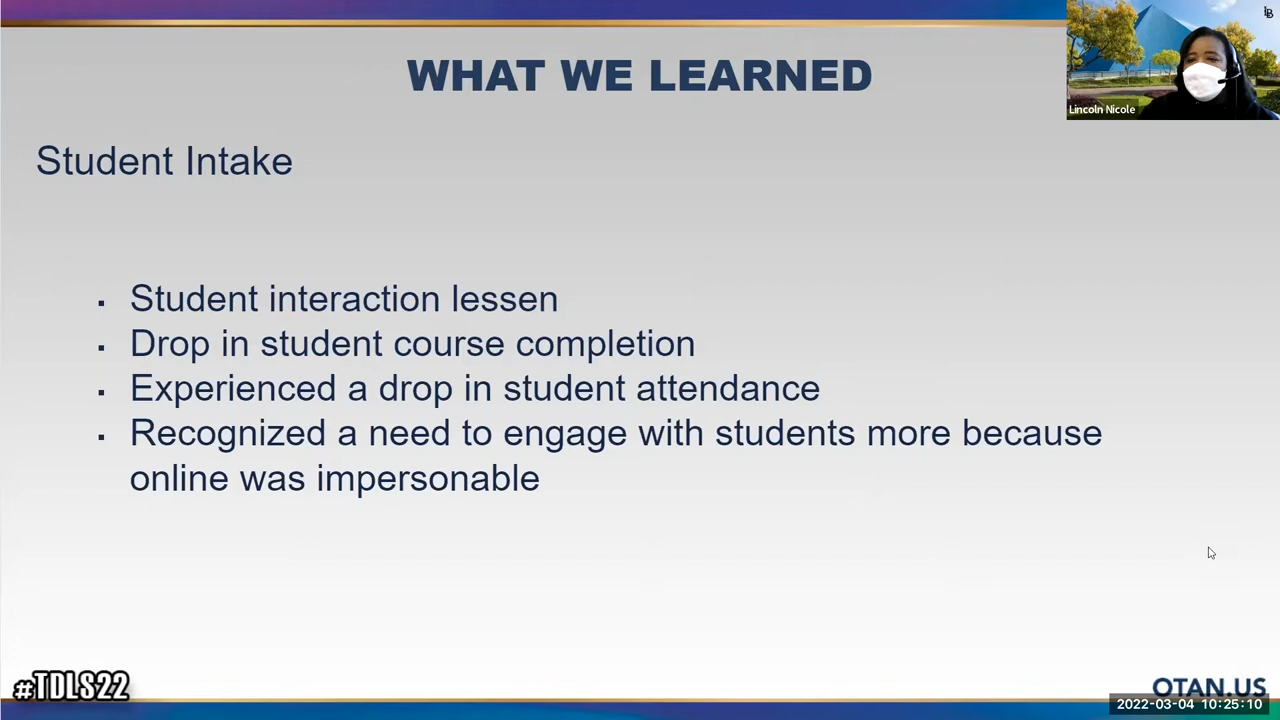 WHAT WE LEARNED
LB
Lincoln Nicole
Student Intake
▪ Student interaction lessen
▪ Drop in student course completion
▪ Experienced a drop in student attendance
▪ Recognized a need to engage with students more because
online was impersonable
#TDLS22
OTAN.US
2022-03-04 10:25:10